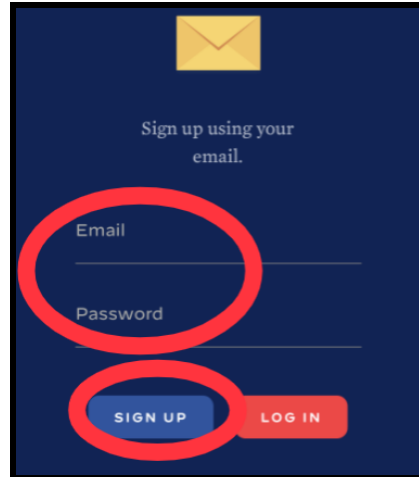 Sign up using your
email.
Email
Password
SIGN UP
LOG IN